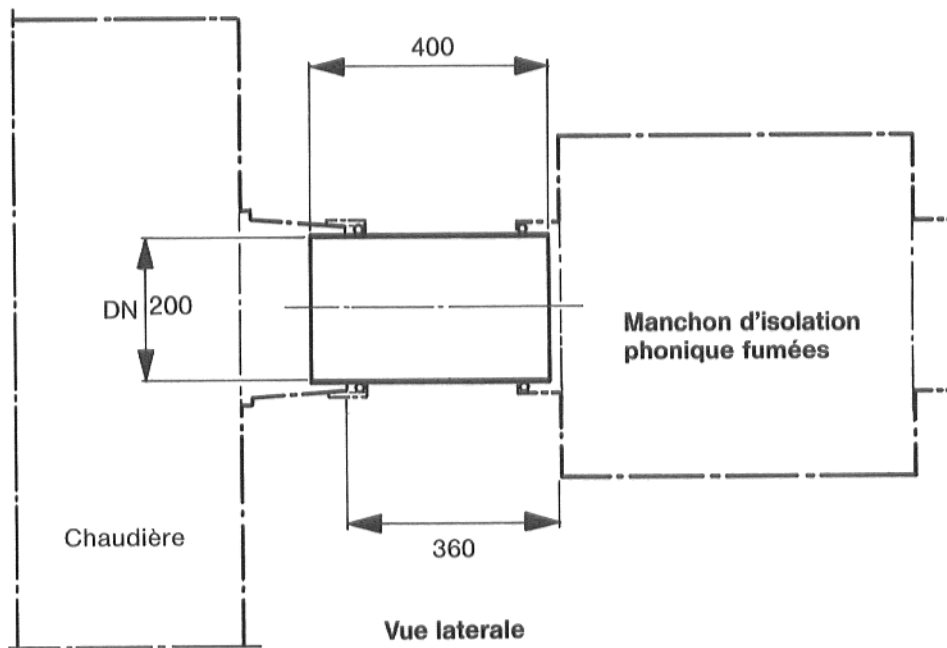 400
DN 200
Manchon d'isolation
phonique fumées
Chaudière
360
Vue laterale